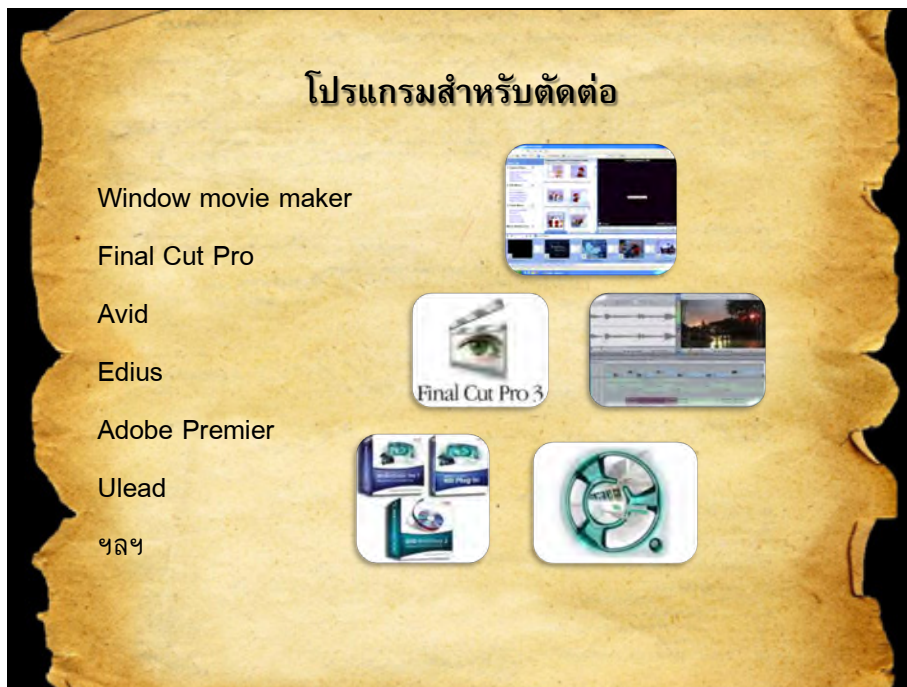 โปรแกรมสำหรับตัดต่อ
Window movie maker
Final Cut Pro
Avid
Edius
Adobe Premier
Ulead
ฯลฯ
Final Cut Pro 3